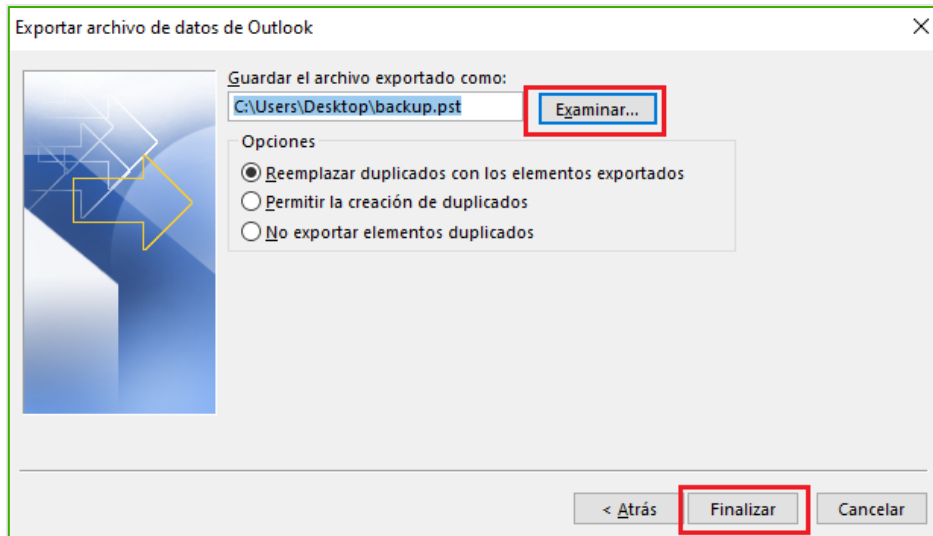 Exportar archivo de datos de Outlook
Guardar el archivo exportado como:
C:\Users\Desktop\backup.pst
Examinar...
Opciones
Reemplazar duplicados con los elementos exportados
Permitir la creación de duplicados
No exportar elementos duplicados
< Atrás
Finalizar
Cancelar